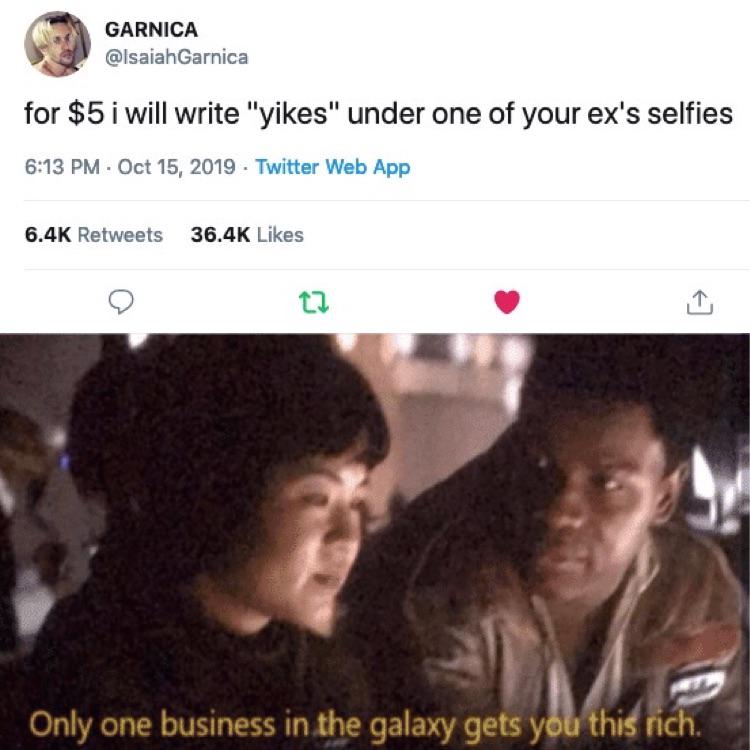 GARNICA
@IsaiahGarnica
for $5 i will write "yikes" under one of your ex's selfies
6:13 PM · Oct 15, 2019 · Twitter Web App
6.4K Retweets 36.4K Likes
Only one business in the galaxy gets you this rich.